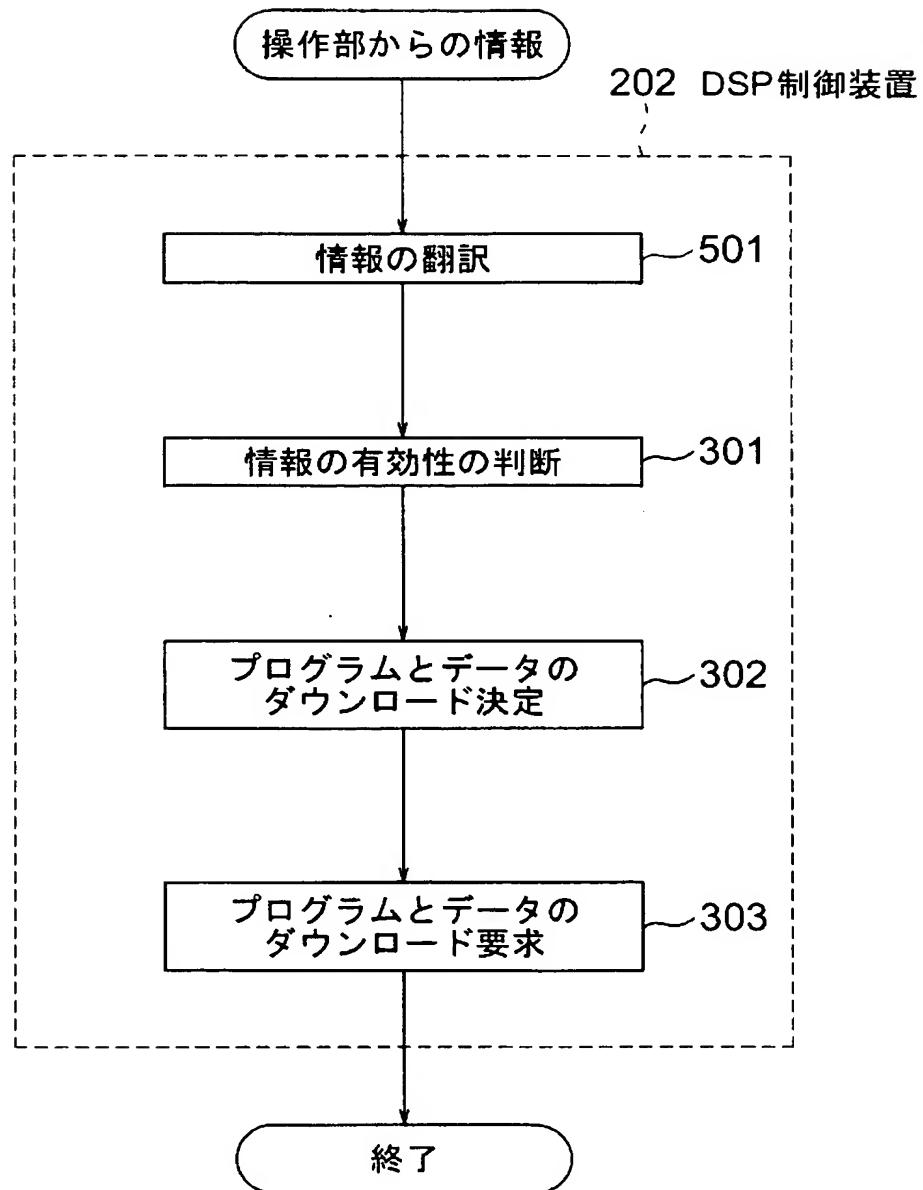 操作部からの情報
202 DSP制御装置
情報の翻訳
501
情報の有効性の判断
301
プログラムとデータの
ダウンロード決定
302
プログラムとデータの
ダウンロード要求
303
終了